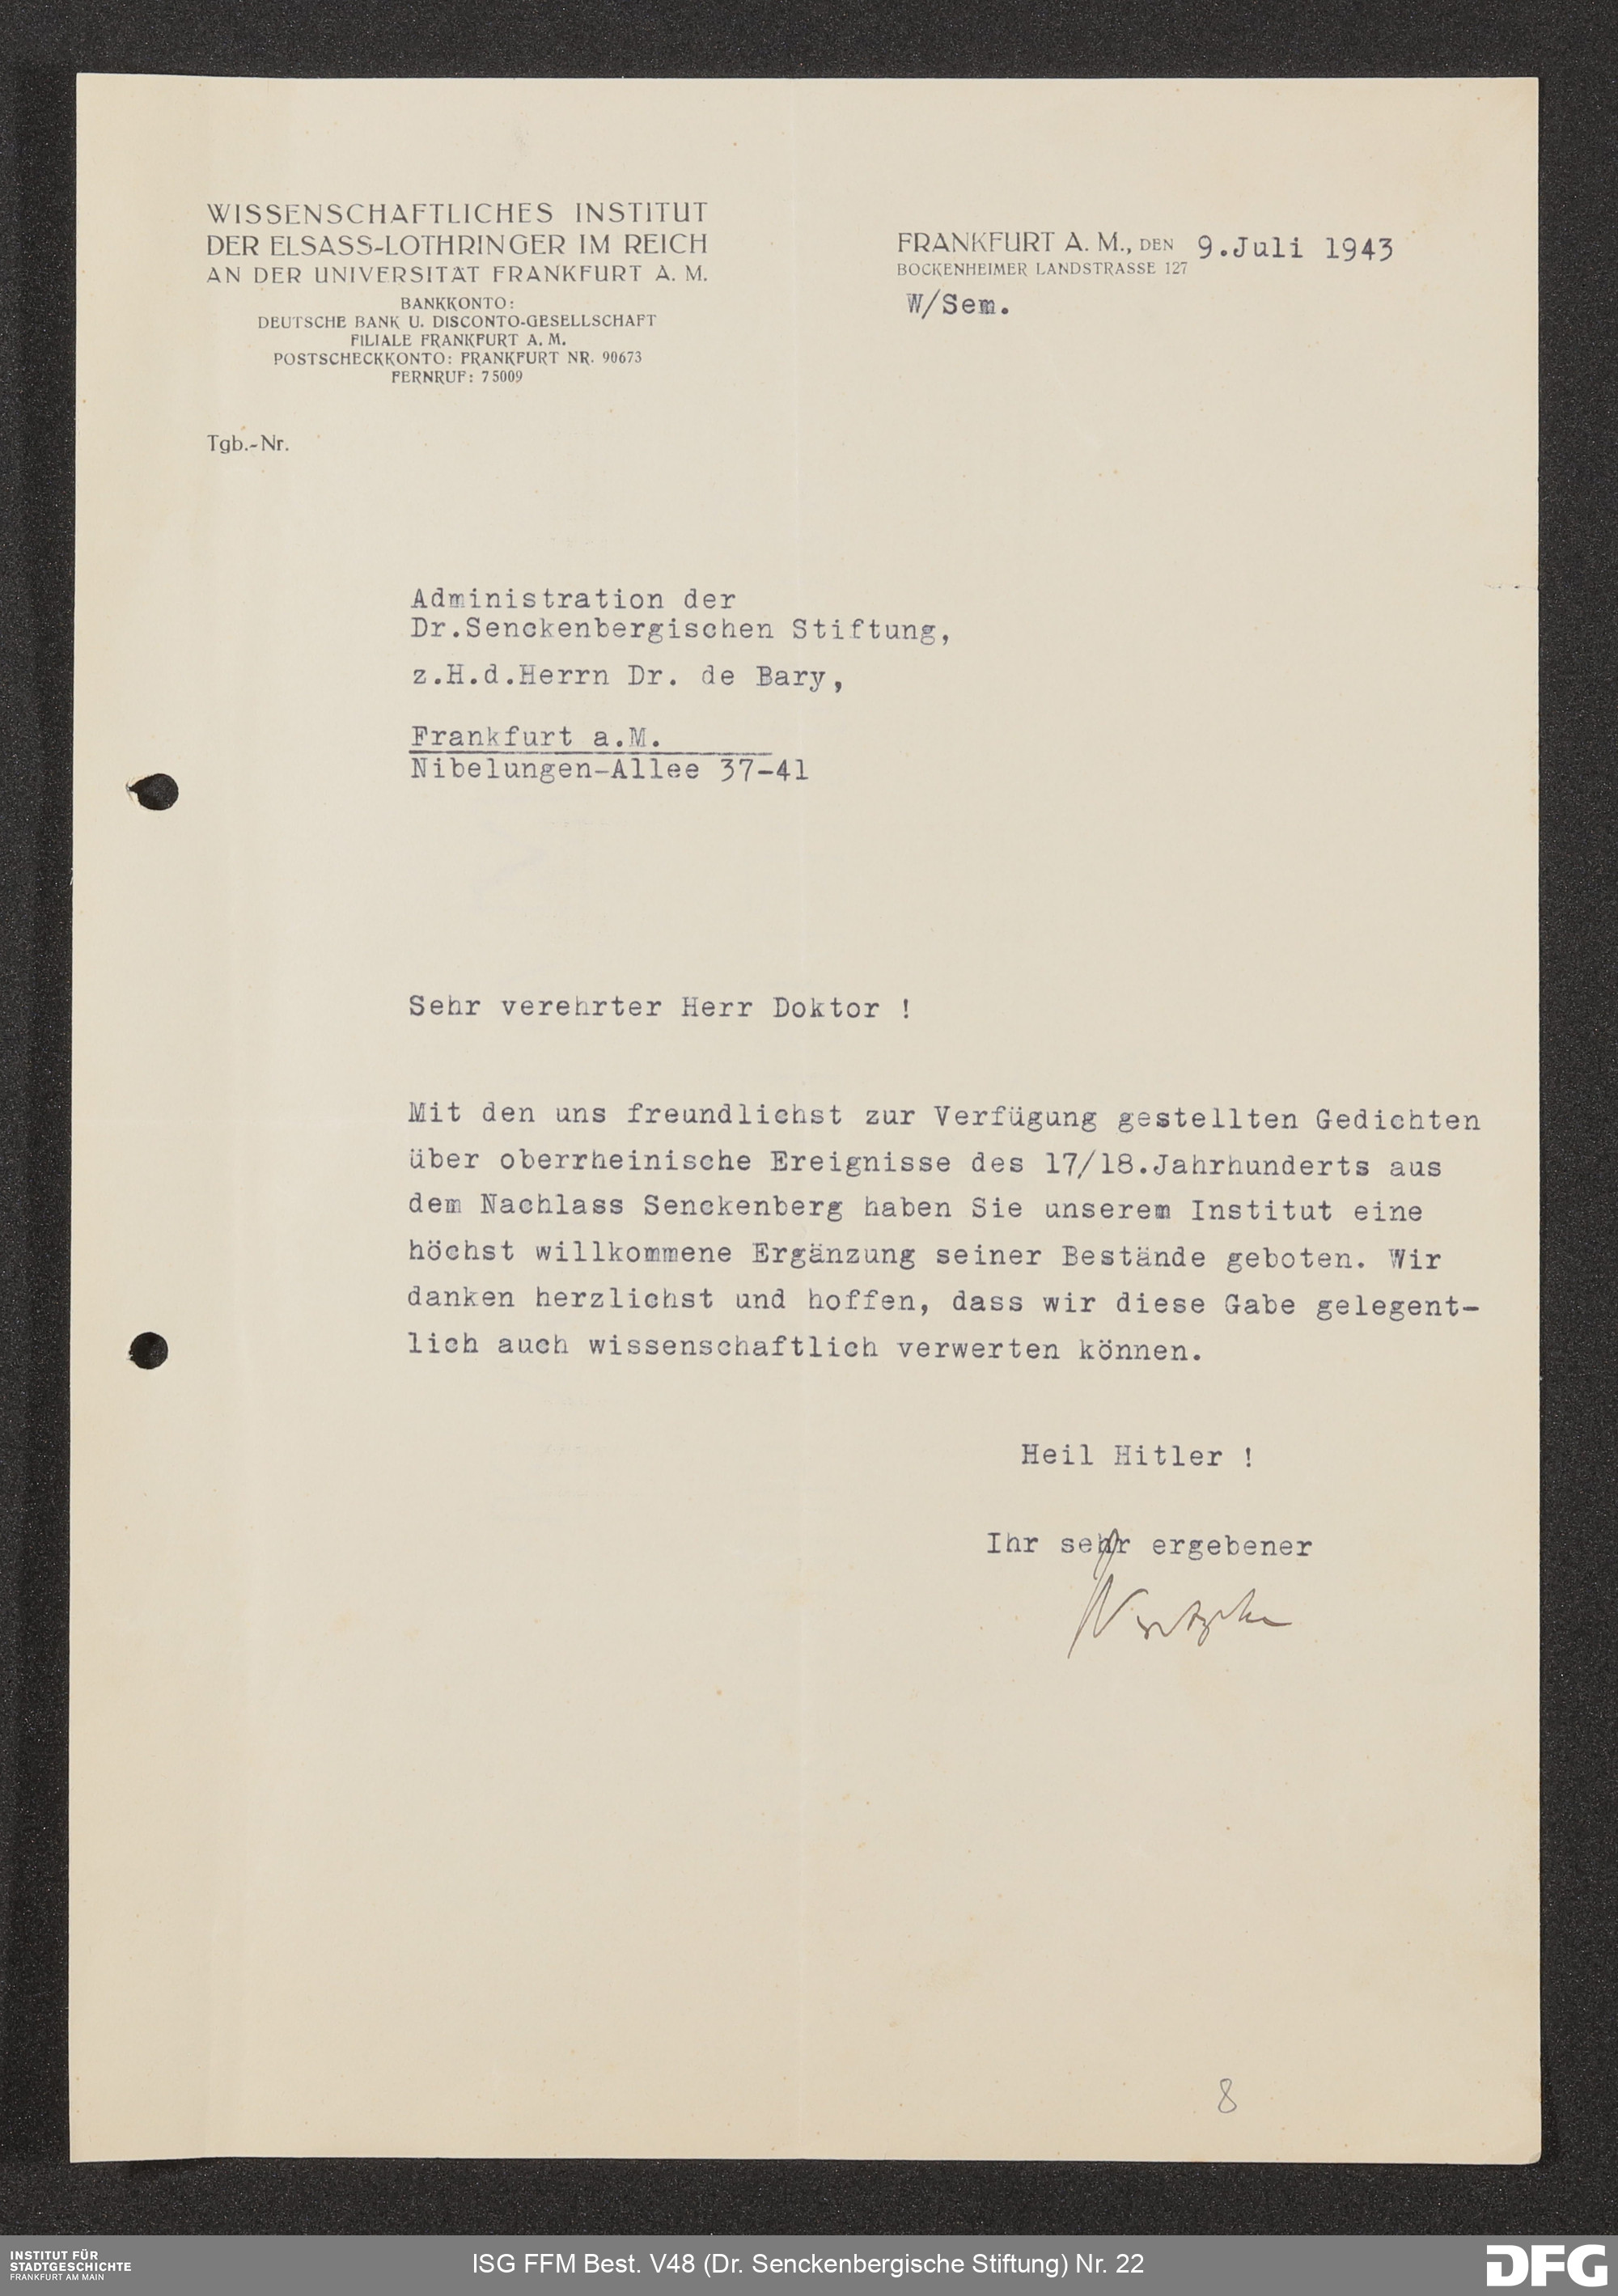 WISSENSCHAFTLICHES INSTITUT
DER ELSASS-LOTHRINGER IM REICH
AN DER UNIVERSITÄT FRANKFURT A. M.
BANKKONTO:
DEUTSCHE BANK U. DISCONTO-GESELLSCHAFT
FILIALE FRANKFURT A. M.
POSTSCHECKKONTO: FRANKFURT NR. 90673
FERNRUF: 75009
Tgb.-Nr.
FRANKFURT A. M., DEN 9.Juli 1943
BOCKENHEIMER LANDSTRASSE 127
W/Sem.
Administration der
Dr.Senckenbergischen Stiftung,
z.H.d.Herrn Dr. de Bary,
Frankfurt a.M.
Nibelungen-Allee 37-41
Sehr verehrter Herr Doktor !
Mit den uns freundlichst zur Verfügung gestellten Gedichten
über oberrheinische Ereignisse des 17/18.Jahrhunderts aus
dem Nachlass Senckenberg haben Sie unserem Institut eine
höchst willkommene Ergänzung seiner Bestände geboten. Wir
danken herzlichst und hoffen, dass wir diese Gabe gelegent-
lich auch wissenschaftlich verwerten können.
Heil Hitler !
Ihr sehr ergebener
8
INSTITUT FÜR
STADTGESCHICHTE
FRANKFURT AM MAIN
ISG FFM Best. V48 (Dr. Senckenbergische Stiftung) Nr. 22
DFG